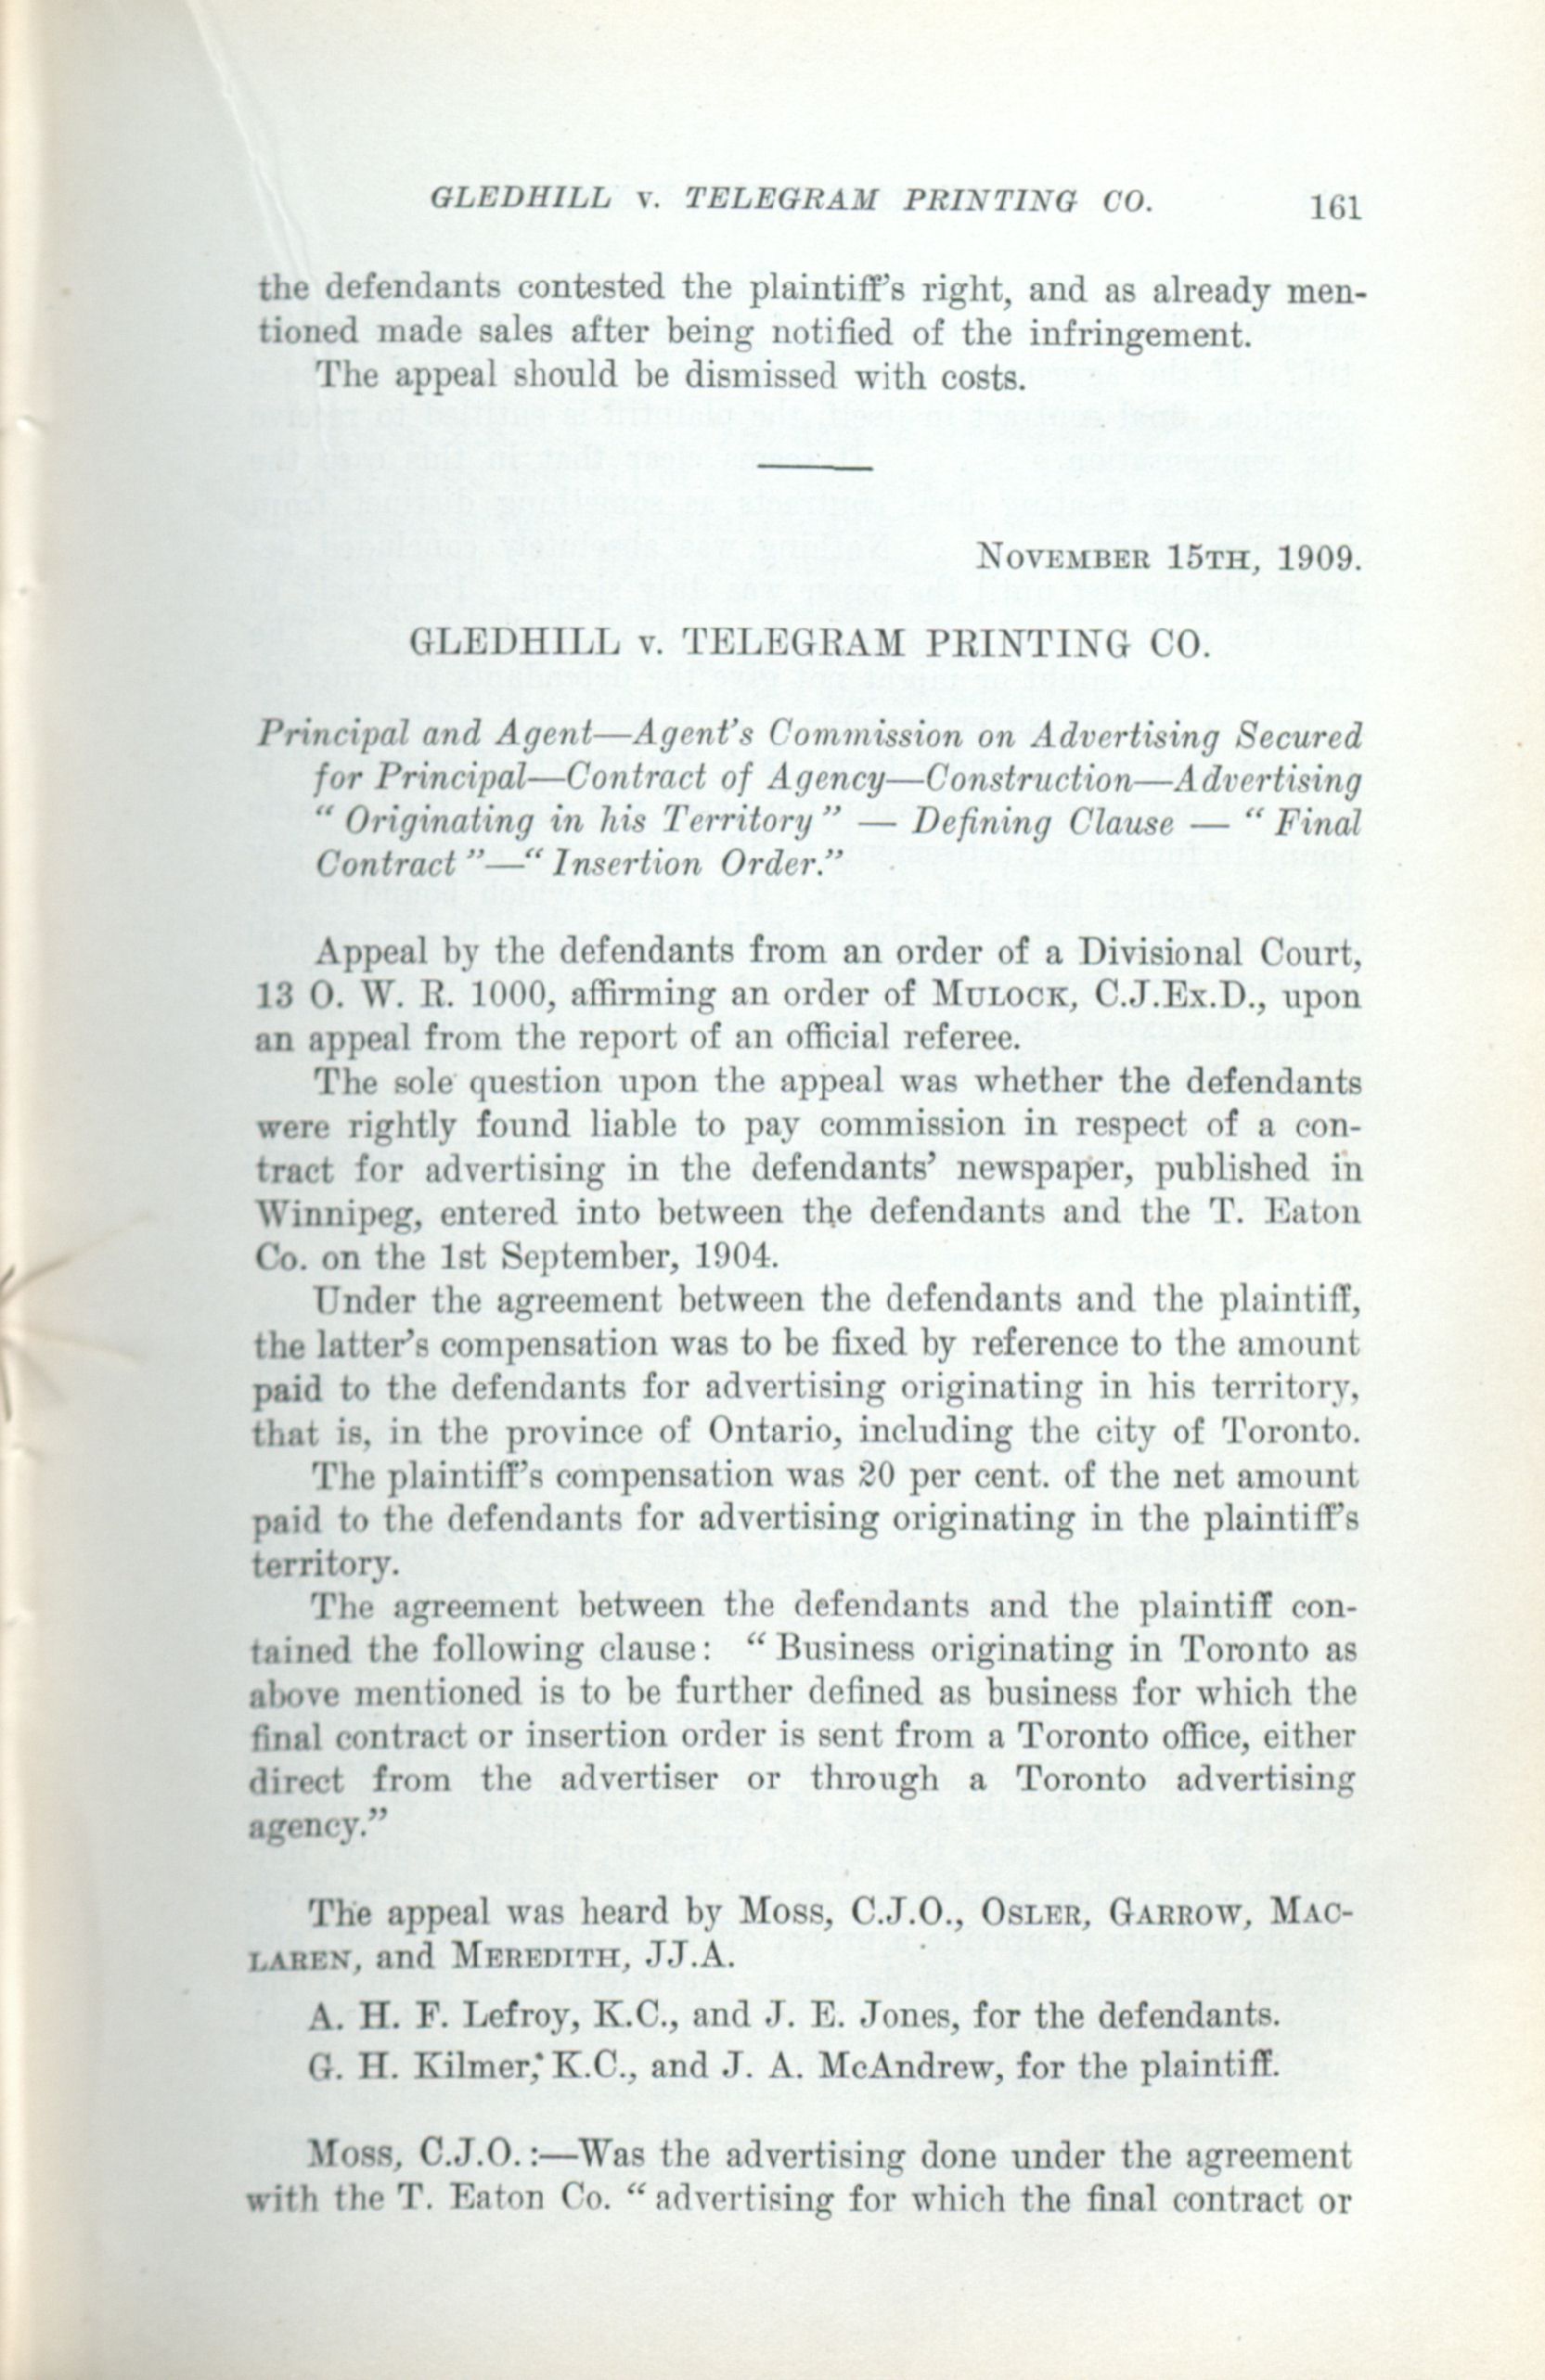 GLEDHILL v. TELEGRAM PRINTING CO. 161
the defendants contested the plaintiff's right, and as already men-
tioned made sales after being notified of the infringement.
The appeal should be dismissed with costs.
NOVEMBER 15TH, 1909.
GLEDHILL v. TELEGRAM PRINTING CO.
Principal and Agent—Agent's Commission on Advertising Secured
for Principal—Contract of Agency—Construction—Advertising
“ Originating in his Territory ” — Defining Clause — “ Final
Contract ”—“ Insertion Order.”
Appeal by the defendants from an order of a Divisional Court,
13 O. W. R. 1000, affirming an order of MULOCK, C.J.Ex.D., upon
an appeal from the report of an official referee.
The sole question upon the appeal was whether the defendants
were rightly found liable to pay commission in respect of a con-
tract for advertising in the defendants' newspaper, published in
Winnipeg, entered into between the defendants and the T. Eaton
Co. on the 1st September, 1904.
Under the agreement between the defendants and the plaintiff,
the latter's compensation was to be fixed by reference to the amount
paid to the defendants for advertising originating in his territory,
that is, in the province of Ontario, including the city of Toronto.
The plaintiff's compensation was 20 per cent. of the net amount
paid to the defendants for advertising originating in the plaintiff's
territory.
The agreement between the defendants and the plaintiff con-
tained the following clause: “ Business originating in Toronto as
above mentioned is to be further defined as business for which the
final contract or insertion order is sent from a Toronto office, either
direct from the advertiser or through a Toronto advertising
agency.”
The appeal was heard by MOSS, C.J.O., OSLER, GARROW, MAC-
LAREN, and MEREDITH, JJ.A.
A. H. F. Lefroy, K.C., and J. E. Jones, for the defendants.
G. H. Kilmer, K.C., and J. A. McAndrew, for the plaintiff.
MOSS, C.J.O.:—Was the advertising done under the agreement
with the T. Eaton Co. “ advertising for which the final contract or